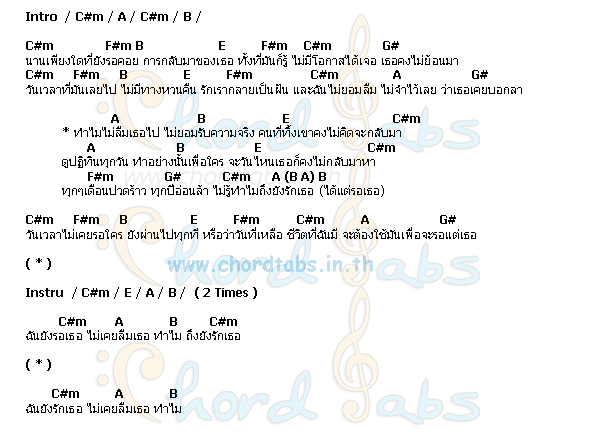 Intro / C#m / A / C#m / B /
C#m F#m B E F#m C#m G#
นานเพียงใดที่ยังรอคอย การกลับมาของเธอ ทั้งที่มันก็รู้ ไม่มีโอกาสได้เจอ เธอคงไม่ย้อนมา
C#m F#m B E F#m C#m A G#
วันเวลาที่มันเลยไป ไม่มีทางหวนคืน รักเรากลายเป็นฝัน และฉันไม่ยอมลืม ไม่จำไว้เลย ว่าเธอเคยบอกลา
A B E C#m
* ทำไมไม่ลืมเธอไป ไม่ยอมรับความจริง คนที่ทิ้งเขาคงไม่คิดจะกลับมา
A B E C#m
ดูปฏิทินทุกวัน ทำอย่างนั้นเพื่อใคร จะวันไหนเธอก็คงไม่กลับมาหา
F#m G# C#m A (B A) B
ทุกๆเดือนปวดร้าว ทุกปีอ่อนล้า ไม่รู้ทำไมถึงยังรักเธอ (ได้แต่รอเธอ)
C#m F#m B E F#m C#m A G#
วันเวลาไม่เคยรอใคร ยังผ่านไปทุกที หรือว่าวันที่เหลือ ชีวิตที่ฉันมี จะต้องใช้มันเพื่อจะรอแต่เธอ
( * )
www.chordtabs.in.th
Instru / C#m / E / A / B / ( 2 Times )
C#m A B C#m
ฉันยังรอเธอ ไม่เคยลืมเธอ ทำไม ถึงยังรักเธอ
( * )
C#m A B
ฉันยังรักเธอ ไม่เคยลืมเธอ ทำไม